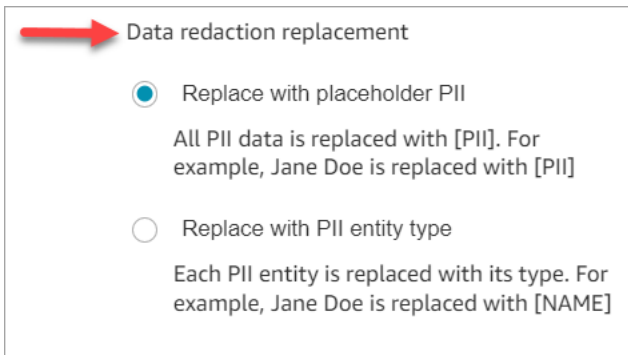 Data redaction replacement
Replace with placeholder PII
All PII data is replaced with [PII]. For
example, Jane Doe is replaced with [PII]
Replace with PII entity type
Each PII entity is replaced with its type. For
example, Jane Doe is replaced with [NAME]